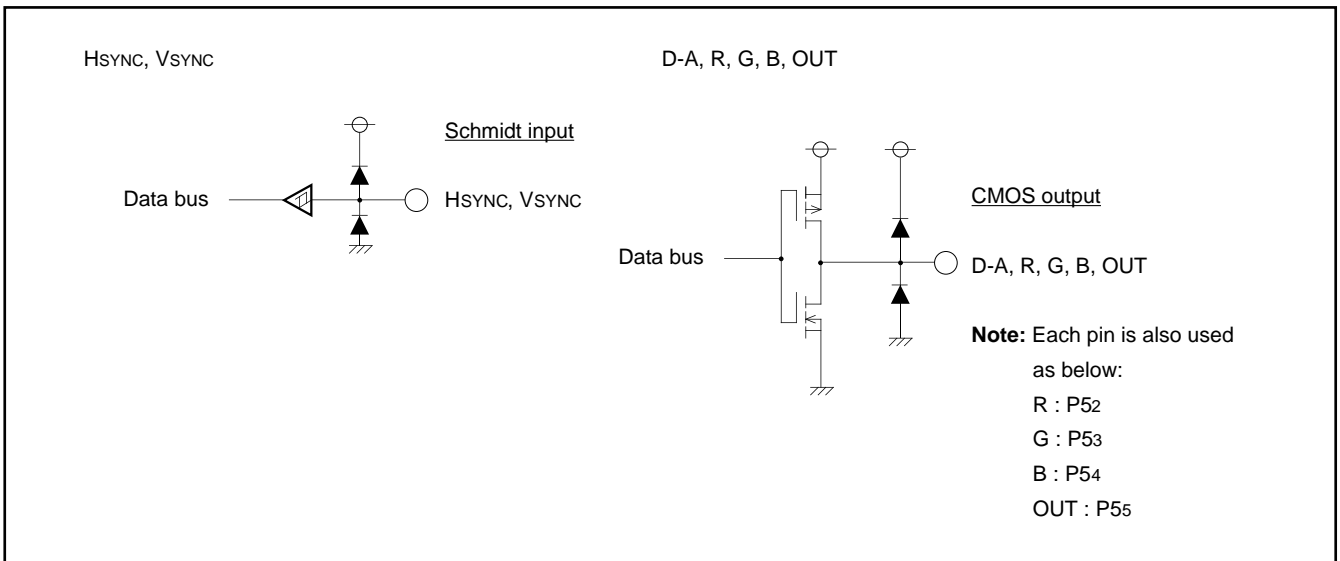 HSYNC, VSYNC
Schmidt input
Data bus
HSYNC, VSYNC
D-A, R, G, B, OUT
CMOS output
Data bus
D-A, R, G, B, OUT
Note: Each pin is also used
as below:
R : P52
G : P53
B : P54
OUT : P55